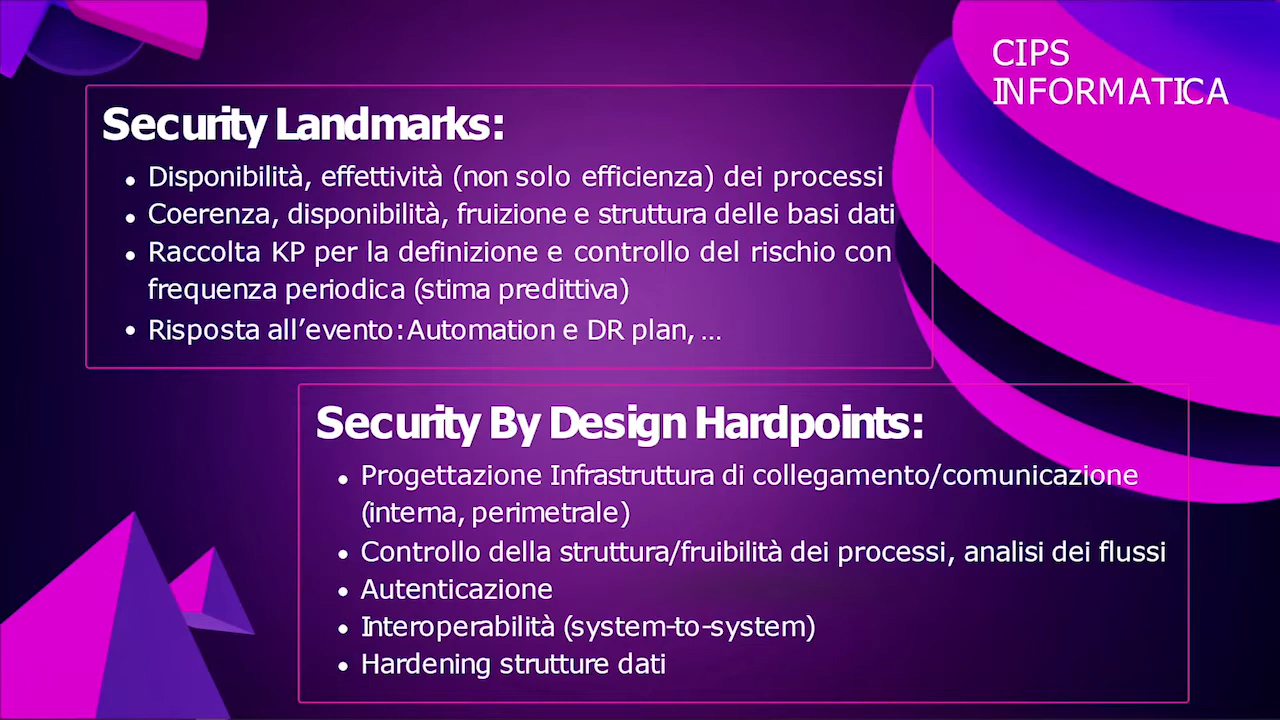 CIPS
INFORMATICA
Security Landmarks:
• Disponibilità, effettività (non solo efficienza) dei processi
• Coerenza, disponibilità, fruizione e struttura delle basi dati
• Raccolta KP per la definizione e controllo del rischio con
frequenza periodica (stima predittiva)
• Risposta all’evento: Automation e DR plan, ...
Security By Design Hardpoints:
• Progettazione Infrastruttura di collegamento/comunicazione
(interna, perimetrale)
• Controllo della struttura/fruibilità dei processi, analisi dei flussi
• Autenticazione
• Interoperabilità (system-to-system)
• Hardening strutture dati